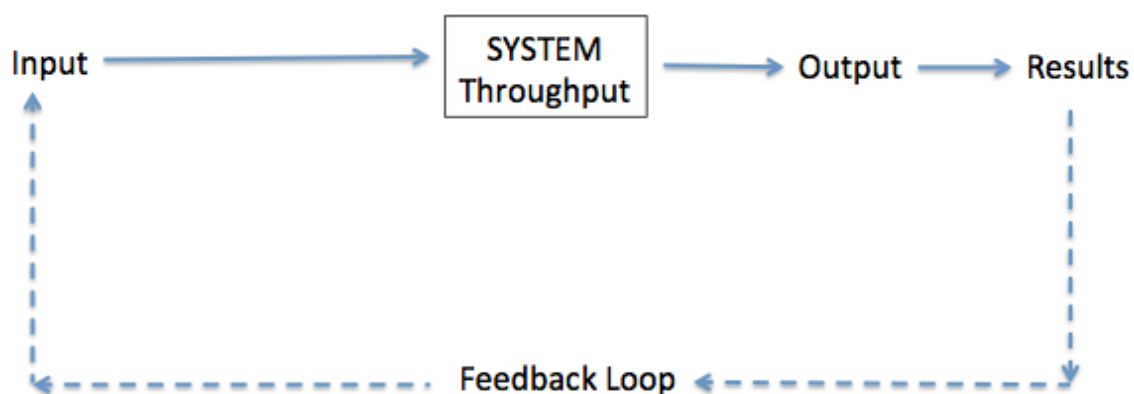 Input
SYSTEM
Throughput
Output
Results
Feedback Loop